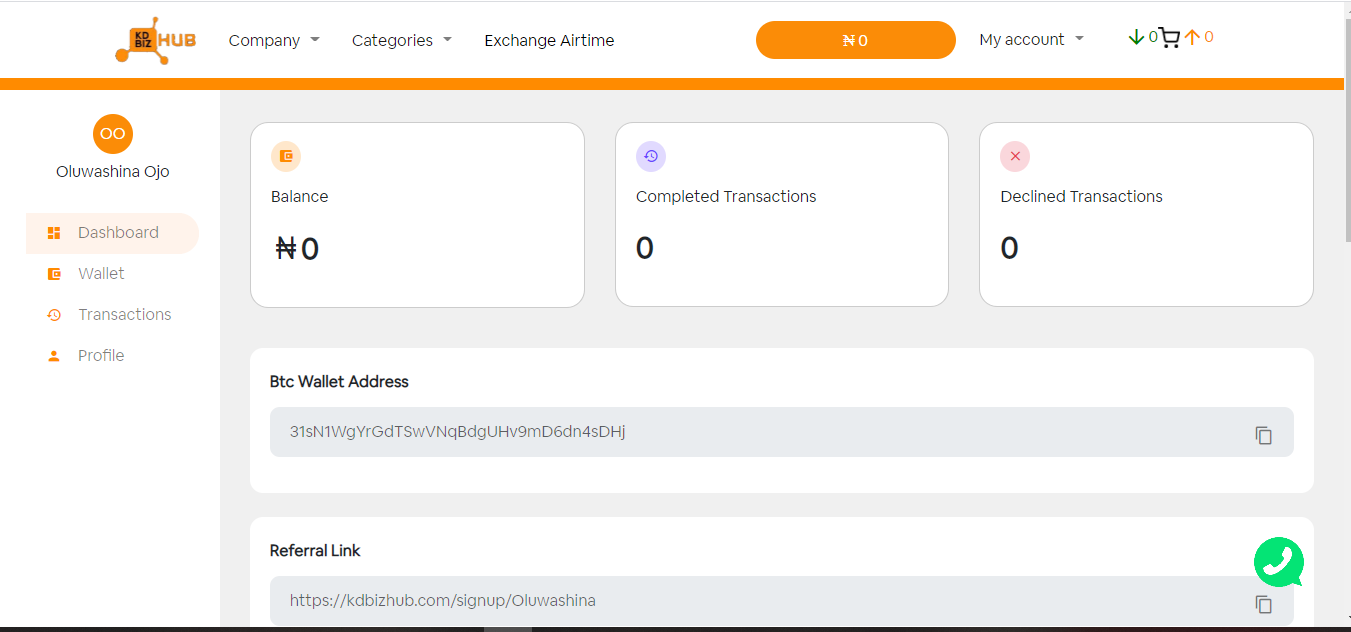 KD
BIZ
HUB
Company
Categories
Exchange Airtime
₦ 0
My account
0
0
OO
Oluwashina Ojo
Dashboard
Wallet
Transactions
Profile
Balance
₦ 0
Completed Transactions
0
Declined Transactions
0
Btc Wallet Address
31sN1WgYrGdTSwVNqBdgUHv9mD6dn4sDHj
Referral Link
https://kdbizhub.com/signup/Oluwashina